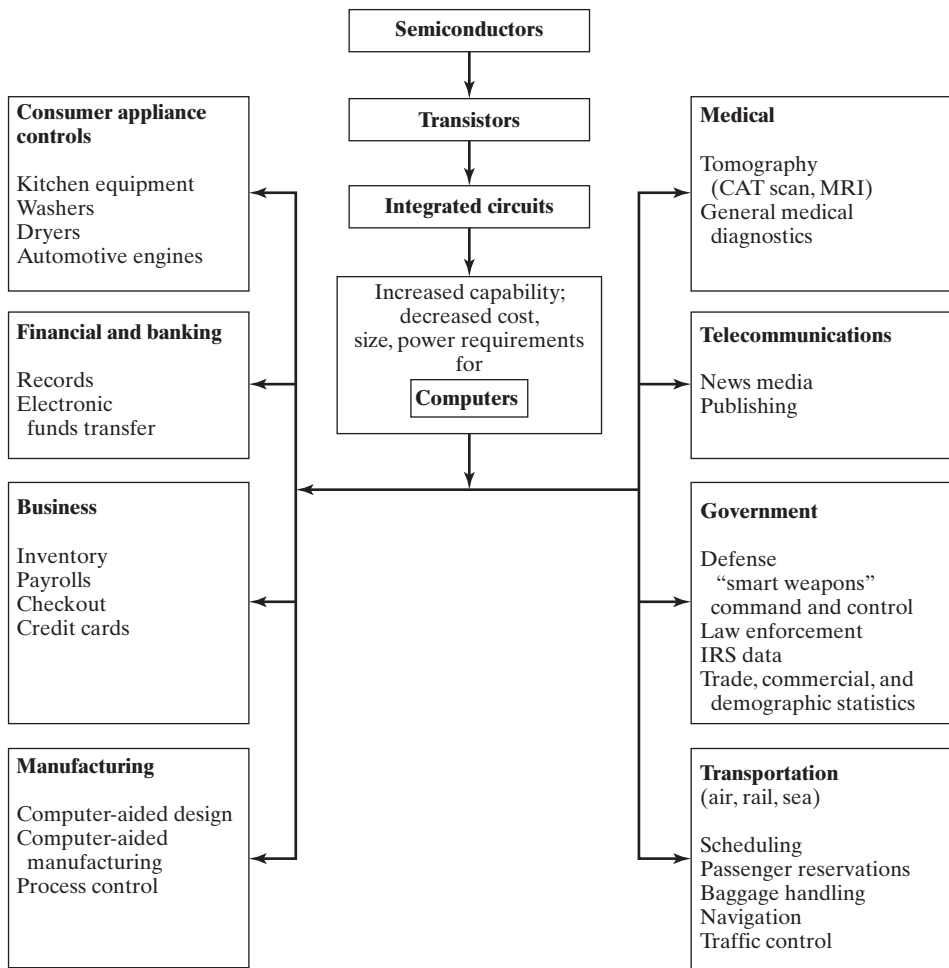 Semiconductors
Transistors
Integrated circuits
Increased capability;
decreased cost,
size, power requirements
for
Computers
Consumer appliance
controls
Kitchen equipment
Washers
Dryers
Automotive engines
Financial and banking
Records
Electronic
funds transfer
Business
Inventory
Payrolls
Checkout
Credit cards
Manufacturing
Computer-aided design
Computer-aided
manufacturing
Process control
Medical
Tomography
(CAT scan, MRI)
General medical
diagnostics
Telecommunications
News media
Publishing
Government
Defense
“smart weapons”
command and control
Law enforcement
IRS data
Trade, commercial, and
demographic statistics
Transportation
(air, rail, sea)
Scheduling
Passenger reservations
Baggage handling
Navigation
Traffic control